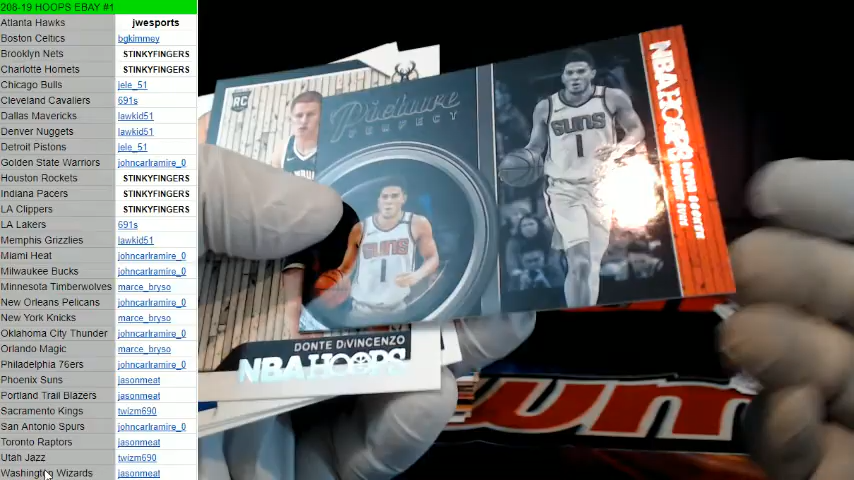 208-19 HOOPS EBAY #1
Atlanta Hawks jwesports
Boston Celtics bgkimmey
Brooklyn Nets STINKYFINGERS
Charlotte Hornets STINKYFINGERS
Chicago Bulls jele_51
Cleveland Cavaliers 691s
Dallas Mavericks lawkid51
Denver Nuggets lawkid51
Detroit Pistons jele_51
Golden State Warriors johncarlramire_0
Houston Rockets STINKYFINGERS
Indiana Pacers STINKYFINGERS
LA Clippers STINKYFINGERS
LA Lakers 691s
Memphis Grizzlies lawkid51
Miami Heat johncarlramire_0
Milwaukee Bucks johncarlramire_0
Minnesota Timberwolves marce_bryso
New Orleans Pelicans johncarlramire_0
New York Knicks marce_bryso
Oklahoma City Thunder johncarlramire_0
Orlando Magic marce_bryso
Philadelphia 76ers johncarlramire_0
Phoenix Suns jasonmeat
Portland Trail Blazers jasonmeat
Sacramento Kings twizm690
San Antonio Spurs johncarlramire_0
Toronto Raptors jasonmeat
Utah Jazz twizm690
Washington Wizards jasonmeat
RC
Picture
PERFECT
SUNS
1
SUNS
1
NBA HOOPS
DEVIN BOOKER
PHOENIX SUNS
DONTE DiVINCENZO
NBA HOOPS